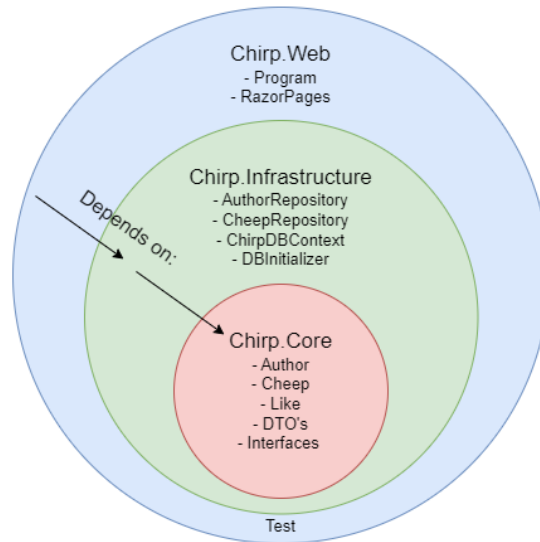 Chirp.Web
- Program
- RazorPages
Chirp.Infrastructure
- AuthorRepository
- CheepRepository
- ChirpDBContext
- DBInitializer
Depends on:
Chirp.Core
- Author
- Cheep
- Like
- DTO's
- Interfaces
Test